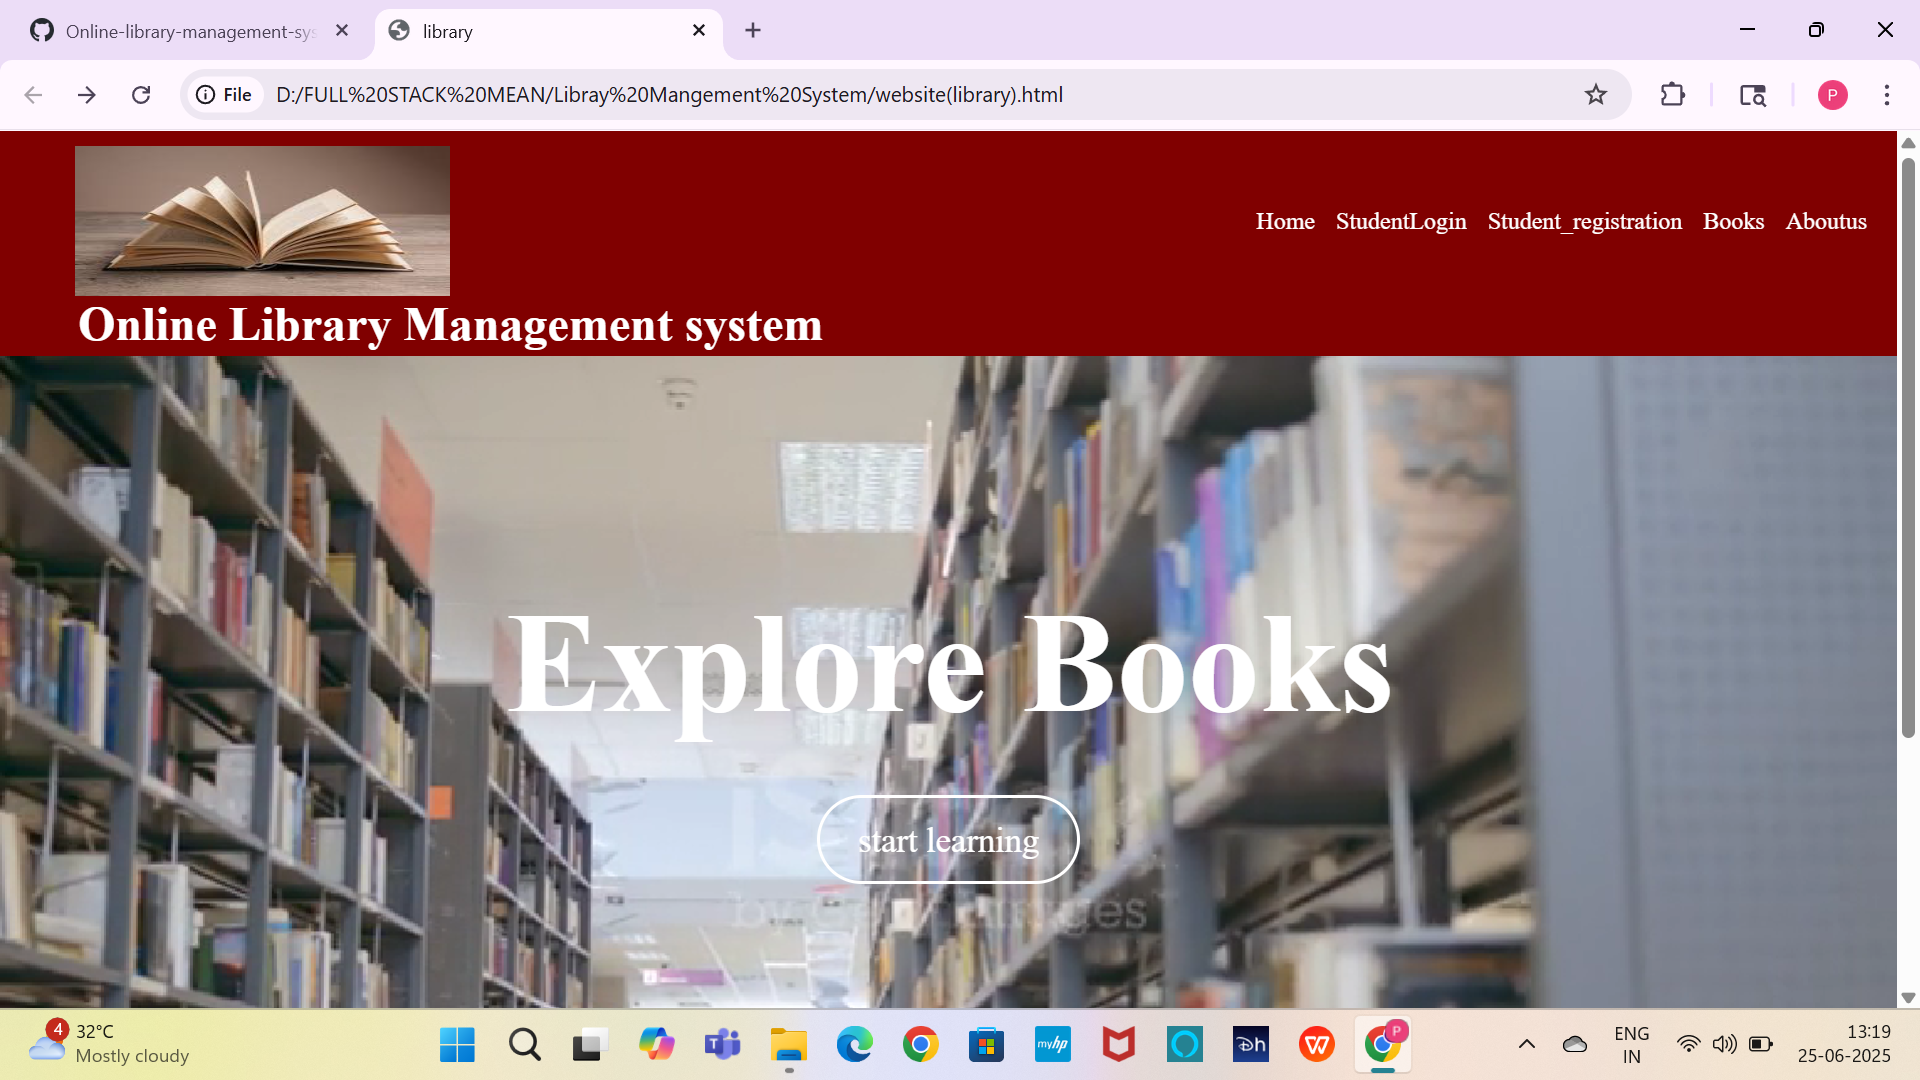 Online-library-management-sys
library
File
D:/FULL%20STACK%20MEAN/Libray%20Mangement%20System/website(library).html
P
Home StudentLogin Student_registration Books Aboutus
Online Library Management system
Explore Books
start learning
4
32°C
Mostly cloudy
T
myhp
Dh
W
P
ENG
IN
13:19
25-06-2025